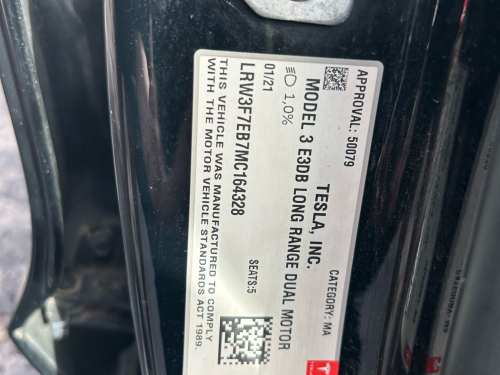 APPROVAL: 50079 CATEGORY: MA
TESLA, INC.
MODEL 3 E3DB LONG RANGE DUAL MOTOR
1,0%
01/21 SEATS:5
LRW3F7EB7MC164328
THIS VEHICLE WAS MANUFACTURED TO COMPLY
WITH THE MOTOR VEHICLE STANDARDS ACT 1989.